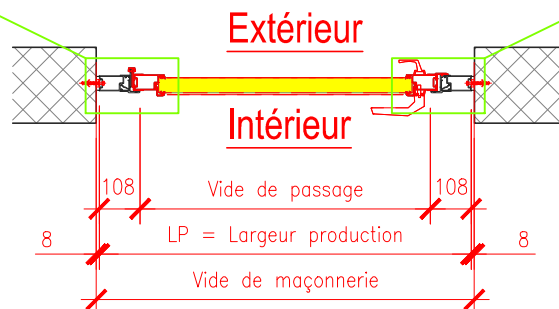 Extérieur
Intérieur
108 Vide de passage 108
8 LP = Largeur production 8
Vide de maçonnerie